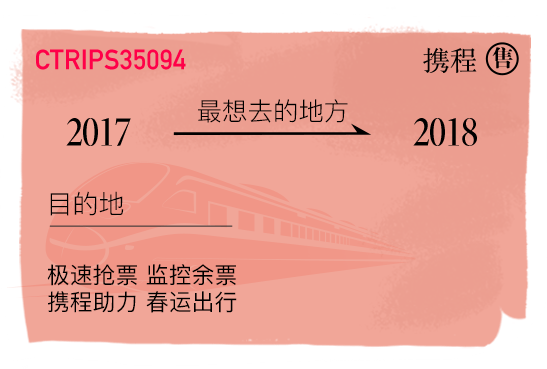 CTRIPS35094
携程 售
最想去的地方
2017
2018
目的地
极速抢票 监控余票
携程助力 春运出行